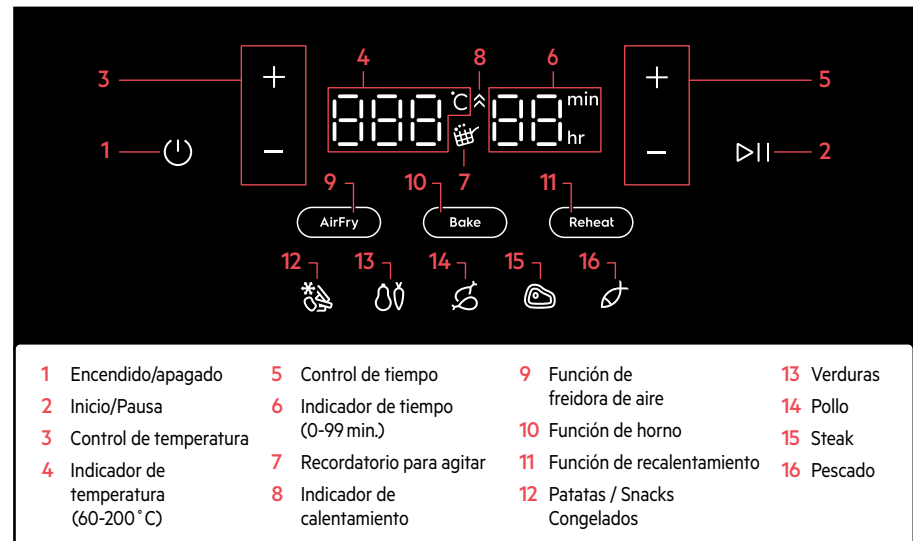 4
8
6
3
5
888
°C
88
min
hr
1
2
9
10
7
11
AirFry
Bake
Reheat
12
13
14
15
16
1 Encendido/apagado
2 Inicio/Pausa
3 Control de temperatura
4 Indicador de
temperatura
(60-200˚C)
5 Control de tiempo
6 Indicador de tiempo
(0-99 min.)
7 Recordatorio para agitar
8 Indicador de
calentamiento
9 Función de
freidora de aire
10 Función de horno
11 Función de recalentamiento
12 Patatas / Snacks
Congelados
13 Verduras
14 Pollo
15 Steak
16 Pescado